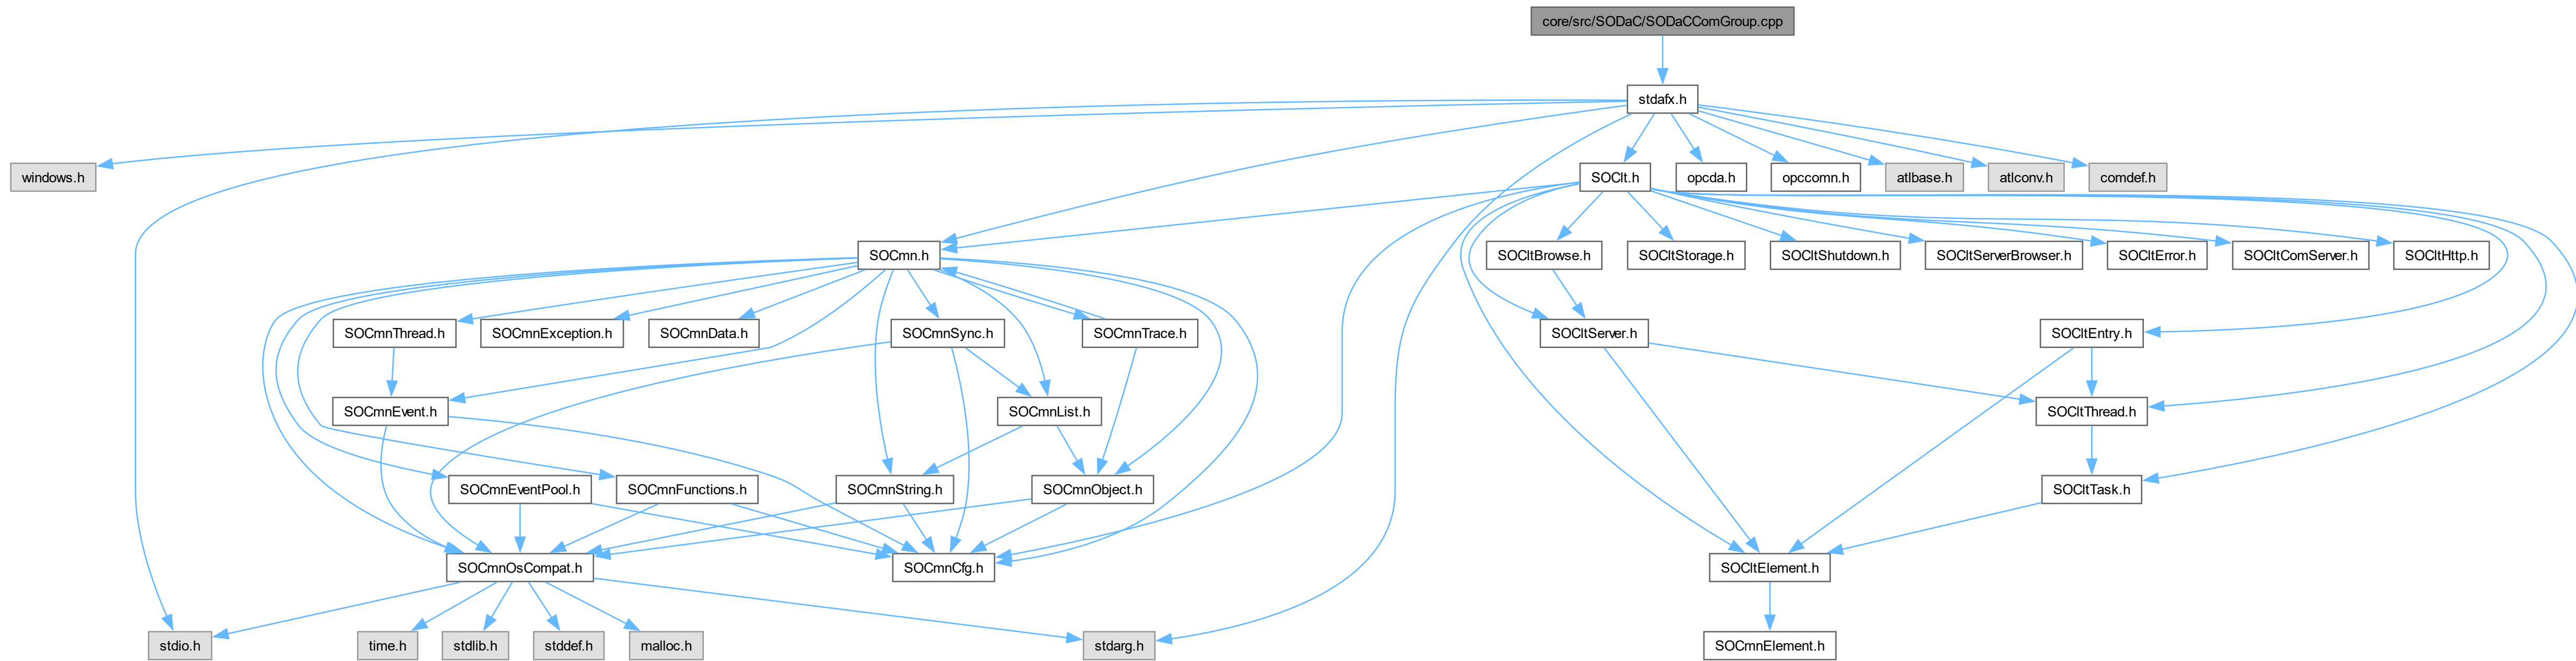 core/src/SODaC/SODaCComGroup.cpp
stdafx.h
windows.h
SOClt.h
opcda.h
opccomn.h
atlbase.h
atlconv.h
comdef.h
SOCmn.h
SOCltBrowse.h
SOCltStorage.h
SOCltShutdown.h
SOCltServerBrowser.h
SOCltError.h
SOCltComServer.h
SOCltHttp.h
SOCmnThread.h
SOCmnException.h
SOCmnData.h
SOCmnSync.h
SOCmnTrace.h
SOCltServer.h
SOCltEntry.h
SOCmnEvent.h
SOCmnList.h
SOCltThread.h
SOCmnEventPool.h
SOCmnFunctions.h
SOCmnString.h
SOCmnObject.h
SOCltTask.h
SOCmnOsCompat.h
SOCmnCfg.h
SOCltElement.h
stdio.h
time.h
stdlib.h
stddef.h
malloc.h
stdarg.h
SOCmnElement.h